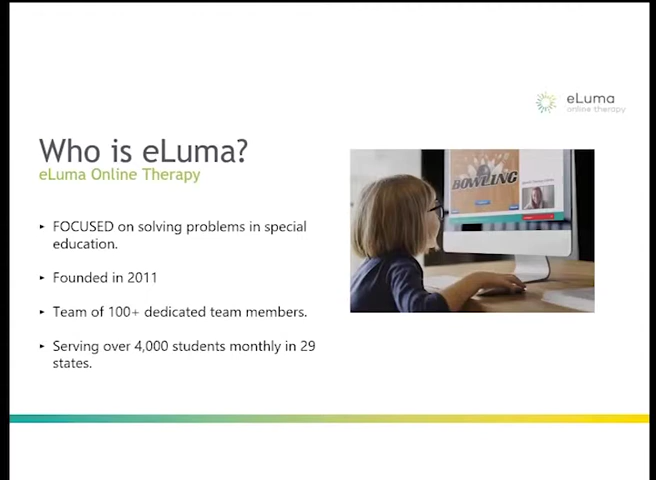 eLuma
online therapy
Who is eLuma?
eLuma Online Therapy
‣ FOCUSED on solving problems in special
education.
‣ Founded in 2011
‣ Team of 100+ dedicated team members.
‣ Serving over 4,000 students monthly in 29
states.
BOWLING